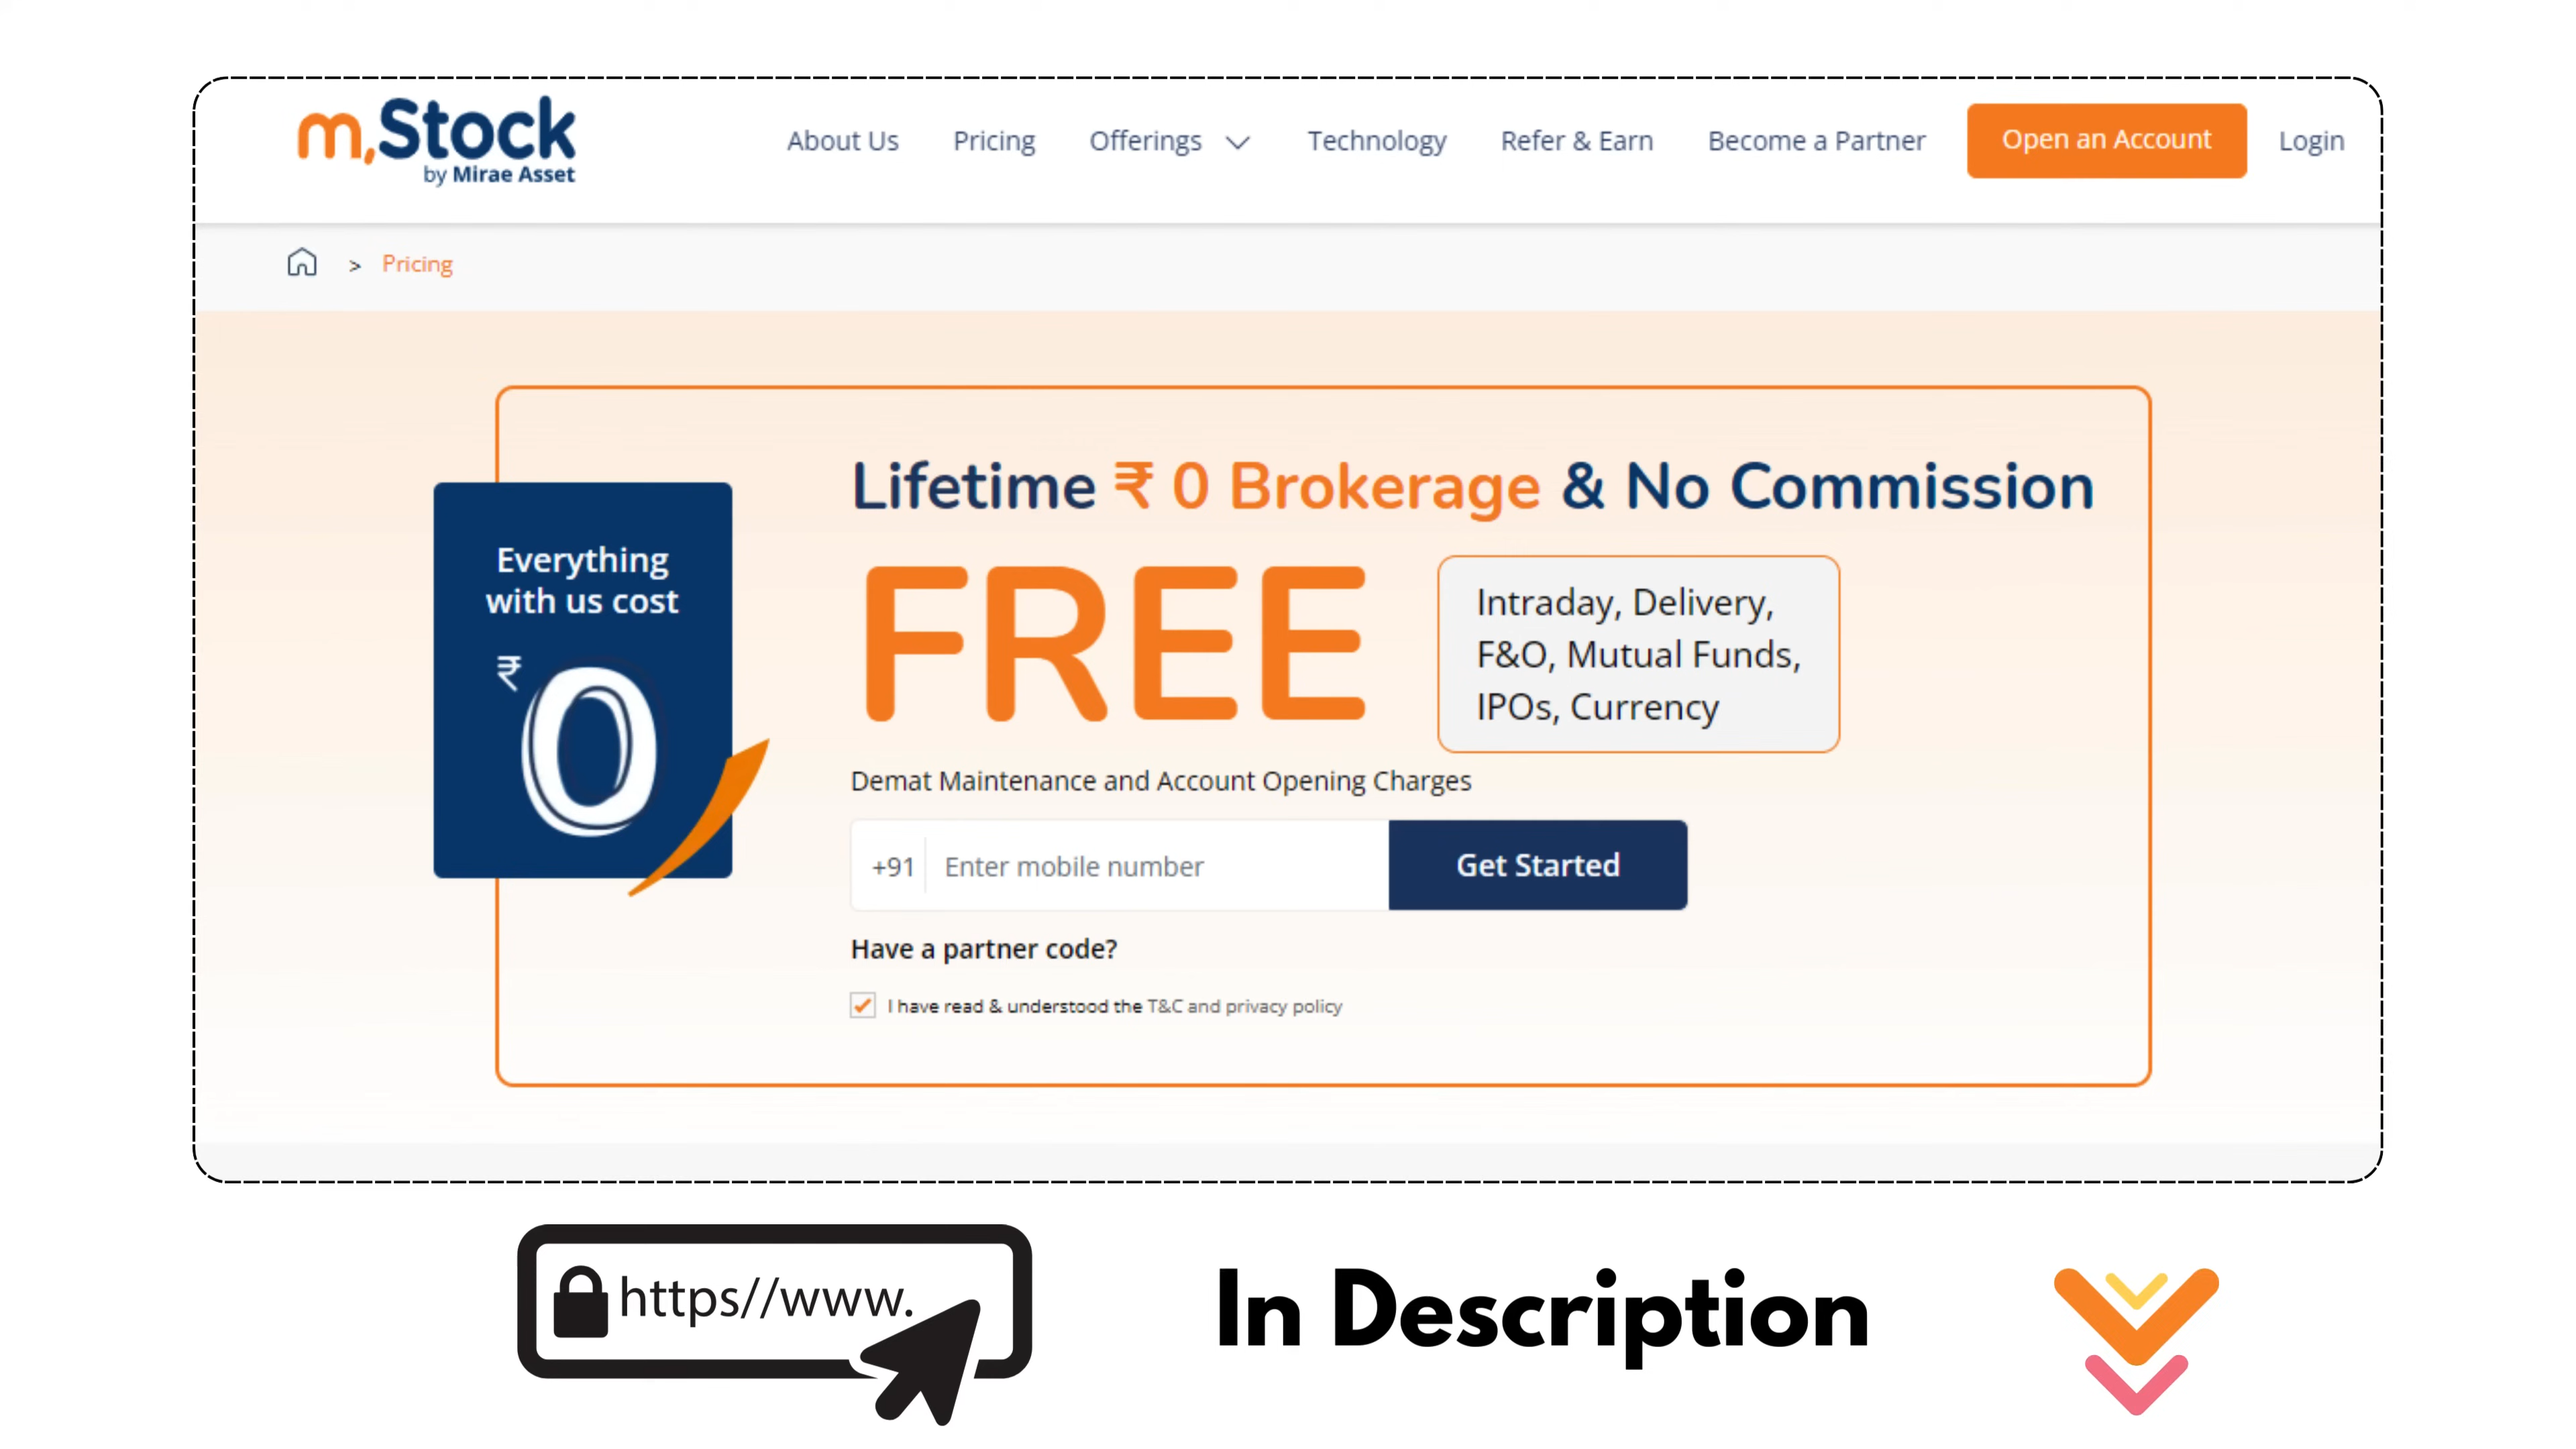 m.Stock
by Mirae Asset
About Us Pricing Offerings Technology Refer & Earn Become a Partner Open an Account Login
> Pricing
Everything
with us cost
₹ 0
Lifetime ₹ 0 Brokerage & No Commission
FREE
Intraday, Delivery,
F&O, Mutual Funds,
IPOs, Currency
Demat Maintenance and Account Opening Charges
+91 Enter mobile number Get Started
Have a partner code?
I have read & understood the T&C and privacy policy
https//www.
In Description